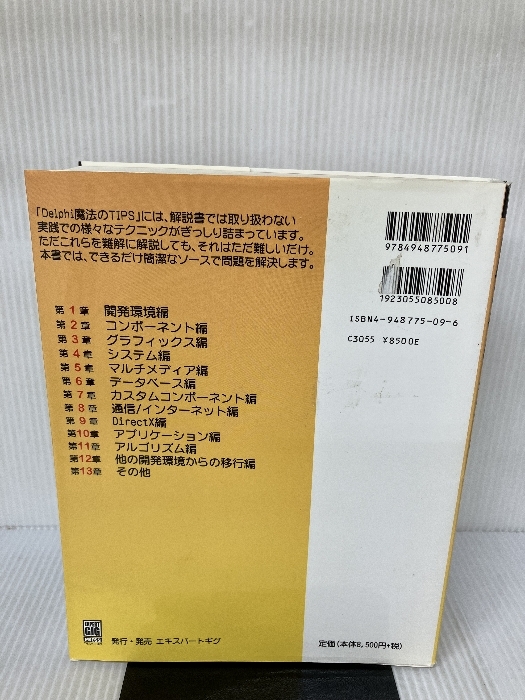 「Delphi魔法のTIPS」には、解説書では取り扱わない
実践での様々なテクニックがぎっしり詰まっています。
ただこれらを難解に解説しても、それはただ難しいだけ。
本書では、できるだけ簡潔なソースで問題を解決します。
第1章 開発環境編
第2章 コンポーネント編
第3章 グラフィックス編
第4章 システム編
第5章 マルチメディア編
第6章 データベース編
第7章 カスタムコンポーネント編
第8章 通信/インターネット編
第9章 DirectX編
第10章 アプリケーション編
第11章 アルゴリズム編
第12章 他の開発環境からの移行編
第13章 その他
9784948775091
1923055085008
ISBN4-948775-09-6
C3055 ¥8500E
EXPERT
GIG
発行・発売 エキスパートギグ
定価(本体8,500円+税)